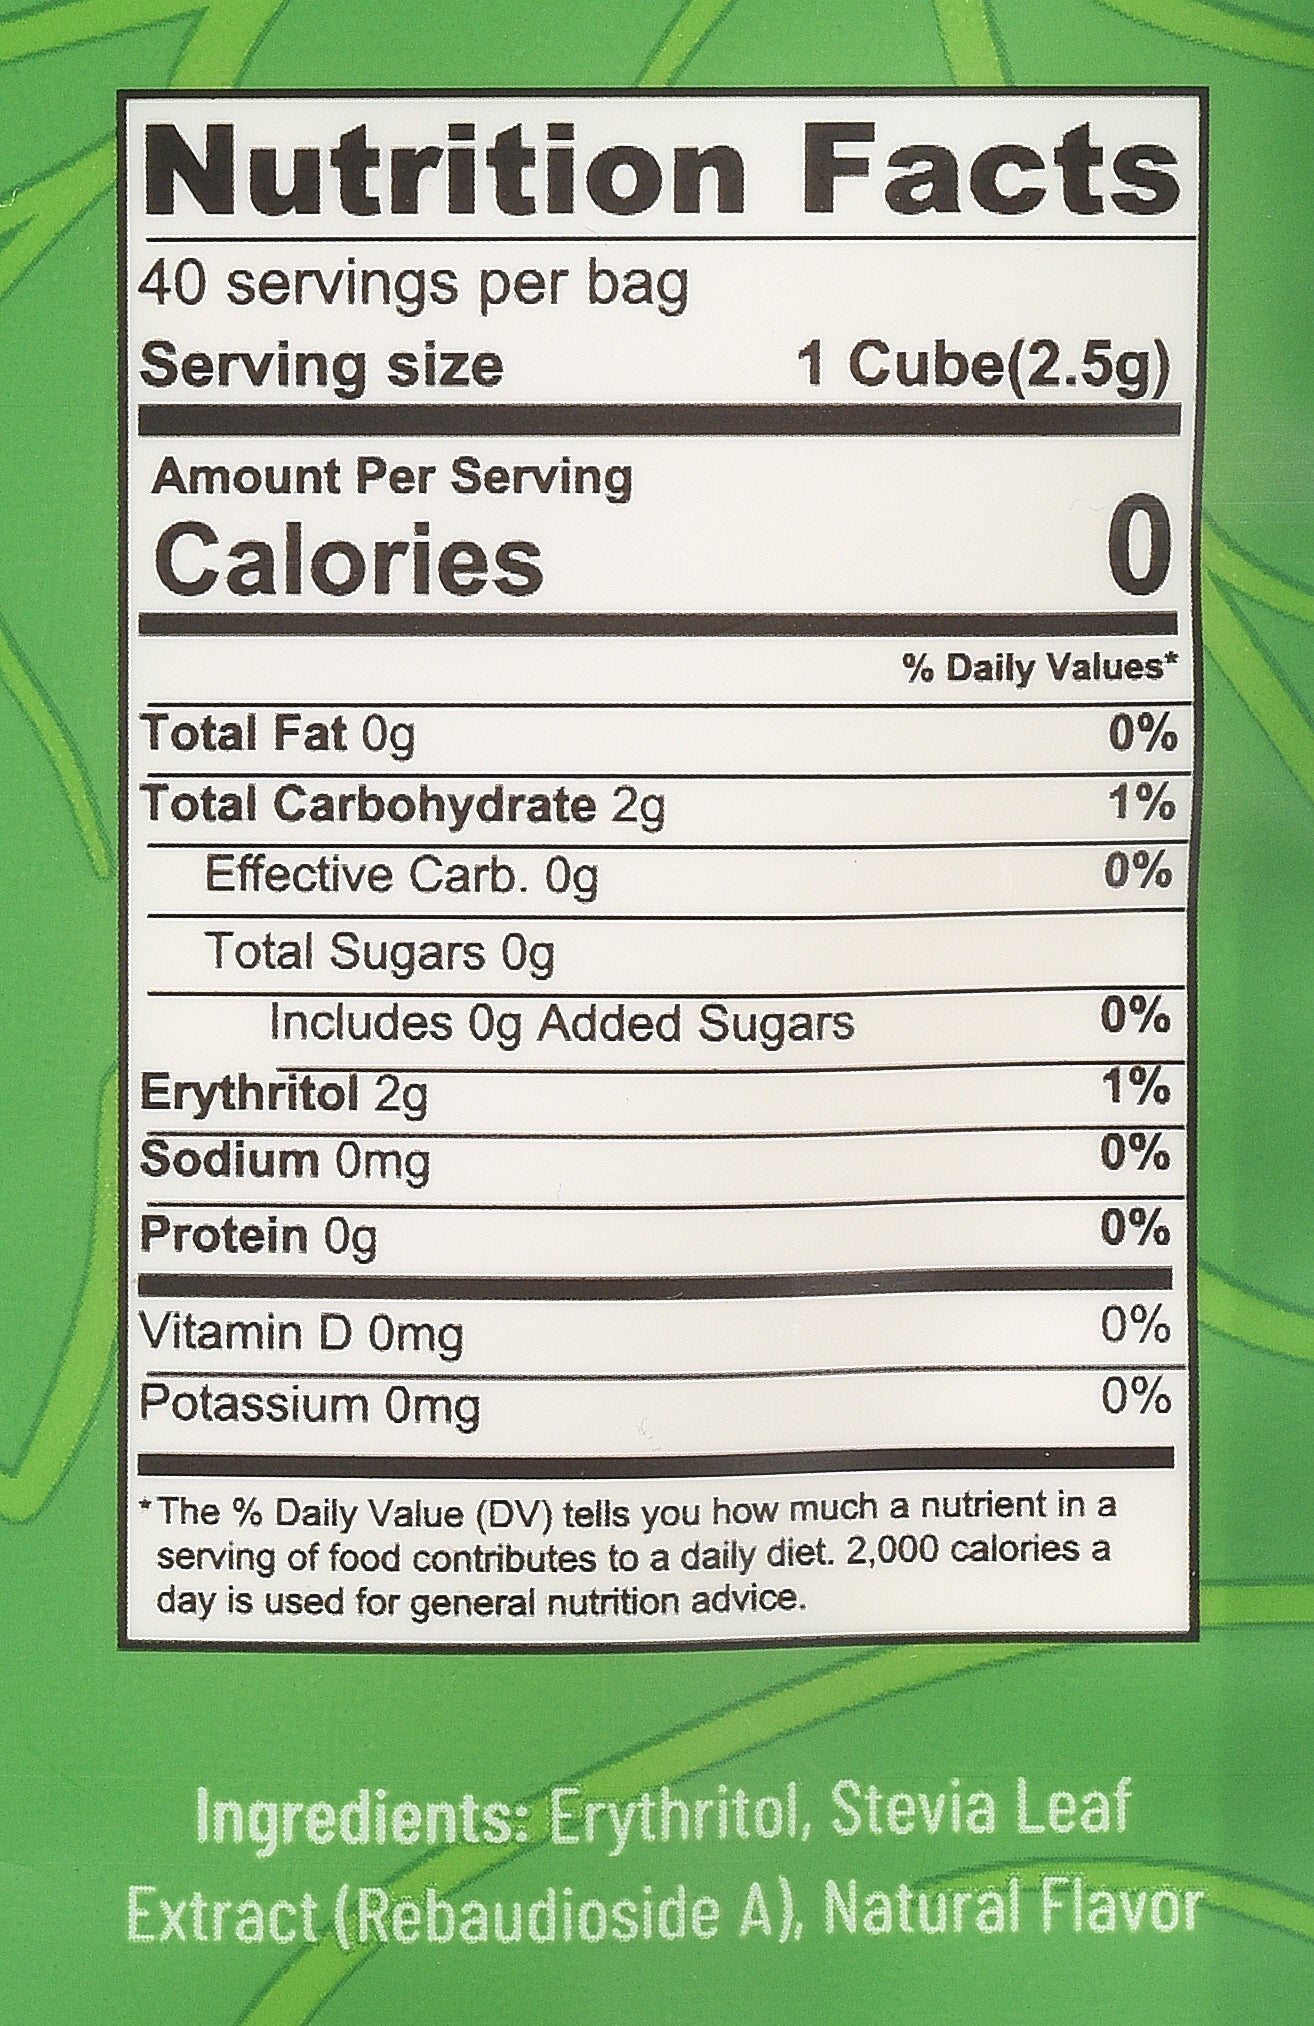 Nutrition Facts
40 servings per bag
Serving size 1 Cube(2.5g)
Amount Per Serving
Calories 0
% Daily Values*
Total Fat 0g 0%
Total Carbohydrate 2g 1%
Effective Carb. 0g 0%
Total Sugars 0g
Includes 0g Added Sugars 0%
Erythritol 2g 1%
Sodium 0mg 0%
Protein 0g 0%
Vitamin D 0mg 0%
Potassium 0mg 0%
*The % Daily Value (DV) tells you how much a nutrient in a
serving of food contributes to a daily diet. 2,000 calories a
day is used for general nutrition advice.
Ingredients: Erythritol, Stevia Leaf
Extract (Rebaudioside A), Natural Flavor